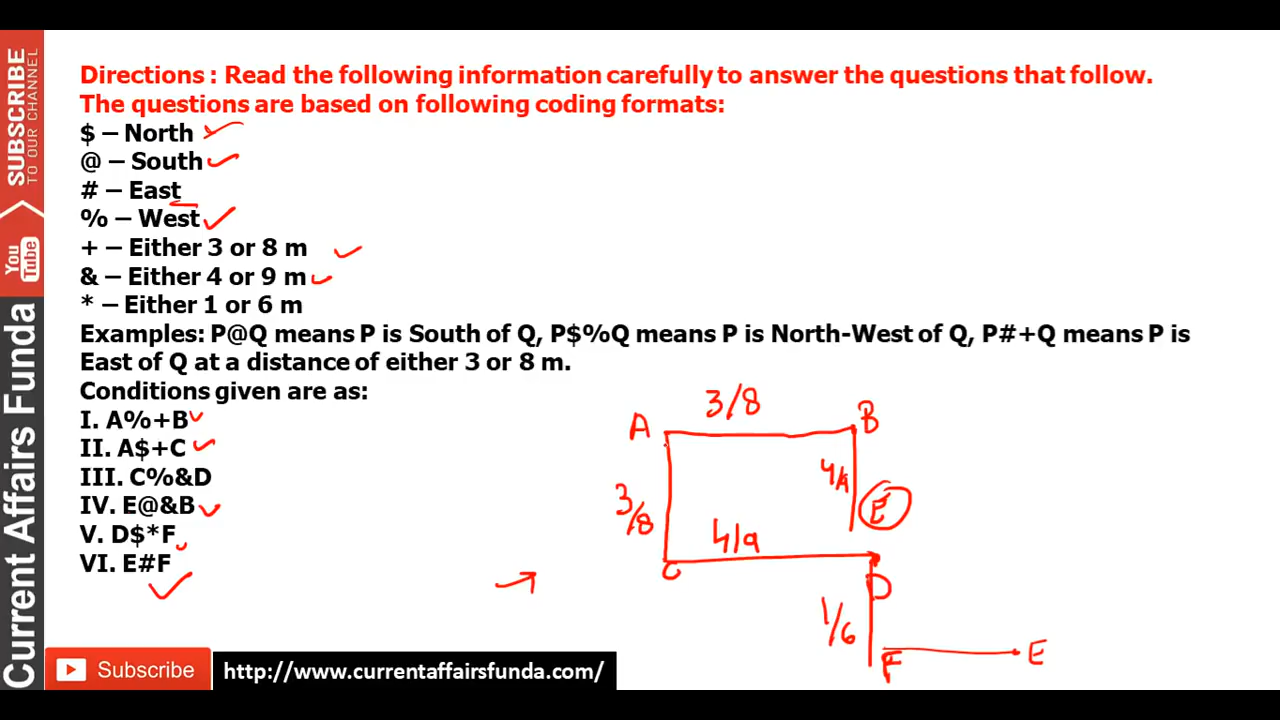 SUBSCRIBE
TO OUR CHANNEL
You
Tube
Current Affairs Funda
Directions : Read the following information carefully to answer the questions that follow.
The questions are based on following coding formats:
$ – North
@ – South
# – East
% – West
+ – Either 3 or 8 m
& – Either 4 or 9 m
* – Either 1 or 6 m
Examples: P@Q means P is South of Q, P$%Q means P is North-West of Q, P#+Q means P is
East of Q at a distance of either 3 or 8 m.
Conditions given are as:
I. A%+B
II. A$+C
III. C%&D
IV. E@&B
V. D$*F
VI. E#F
A 3/8 B
3/8 4/9 E
4/9
C D
1/6
F E
Subscribe
http://www.currentaffairsfunda.com/